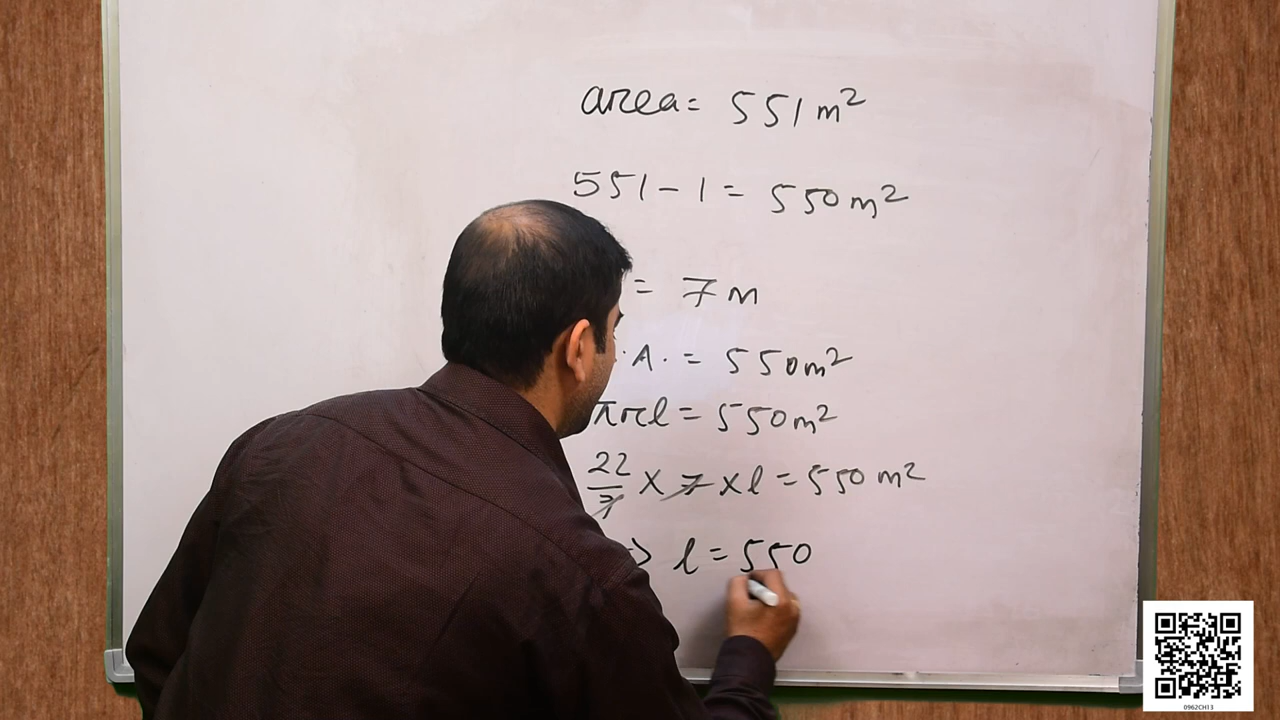 area = 551 m²
551 - 1 = 550 m²
= 7 m
.A. = 550 m²
πrl = 550 m²
22/7 × 7 × l = 550 m²
⇒ l = 550
0962CH13